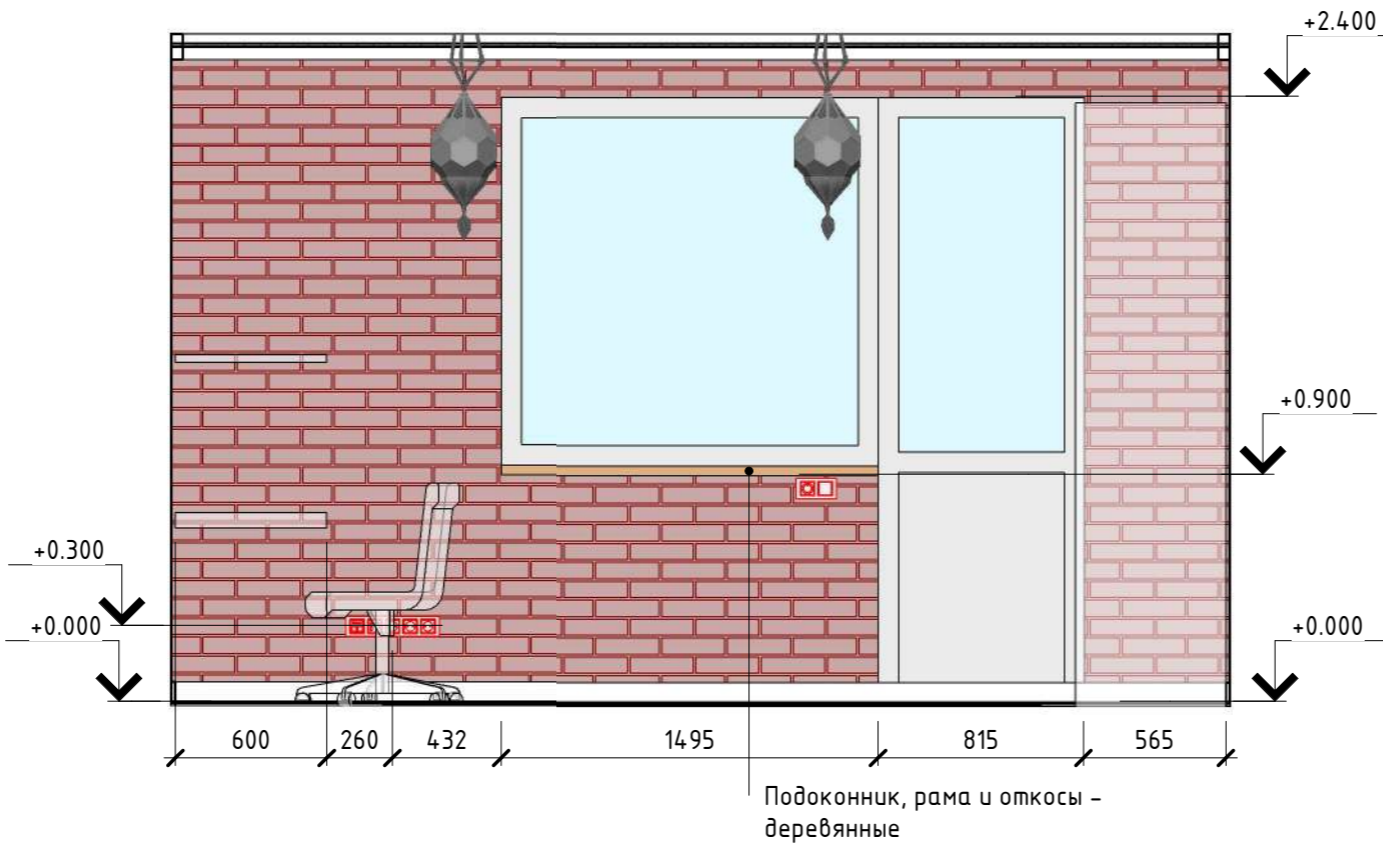 +2.400
+0.900
+0.300
+0.000
+0.000
600 260 432 1495 815 565
Подоконник, рама и откосы –
деревянные